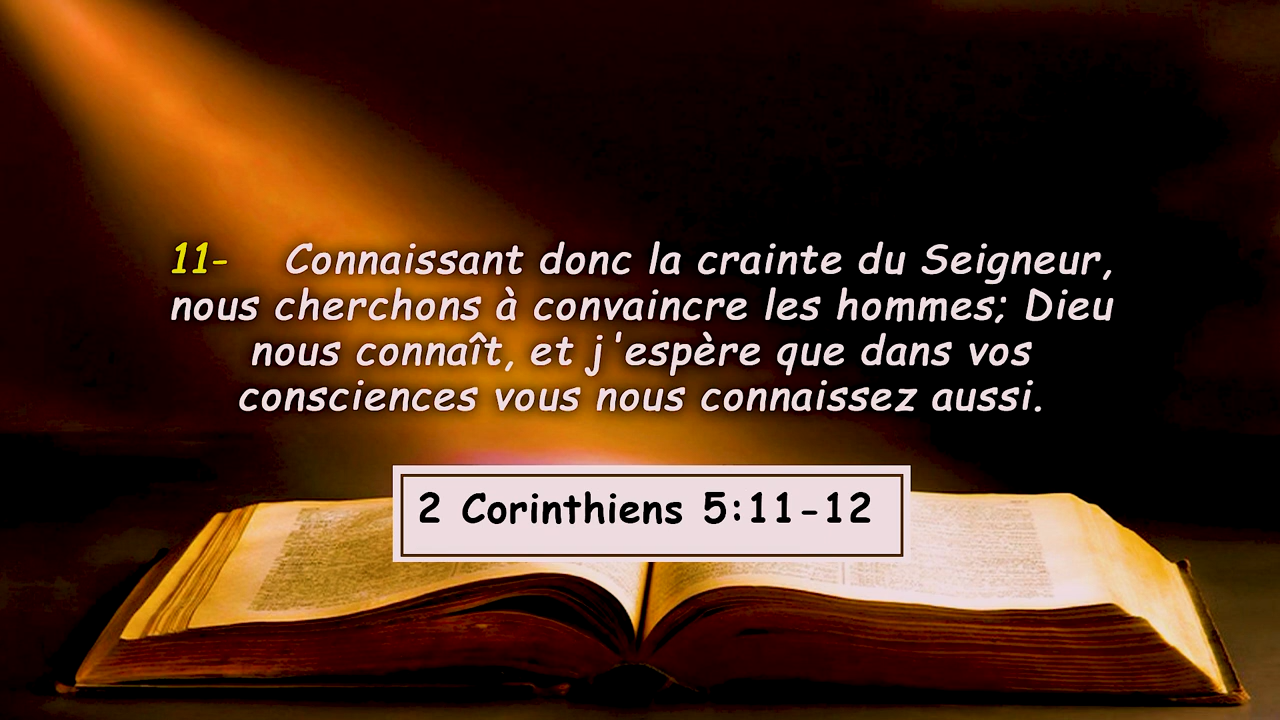 11- Connaissant donc la crainte du Seigneur,
nous cherchons à convaincre les hommes; Dieu
nous connaît, et j'espère que dans vos
consciences vous nous connaissez aussi.
2 Corinthiens 5:11-12